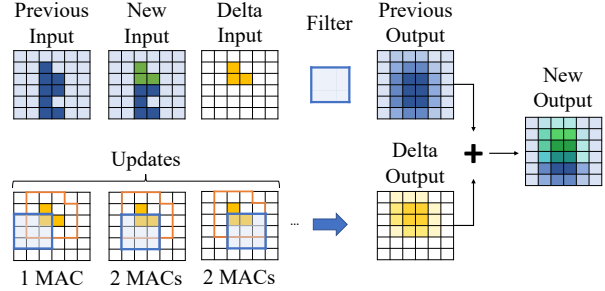 Previous
Input
New
Input
Delta
Input
Filter
Previous
Output
New
Output
Updates
Delta
Output
+
...
1 MAC
2 MACs
2 MACs